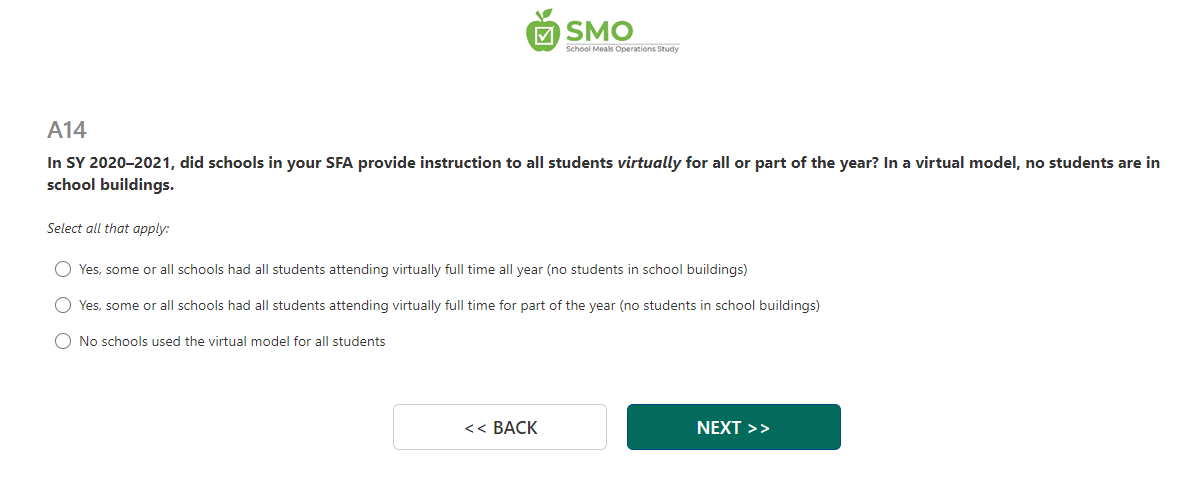 SMO
School Meals Operations Study
A14
In SY 2020–2021, did schools in your SFA provide instruction to all students virtually for all or part of the year? In a virtual model, no students are in
school buildings.
Select all that apply:
Yes, some or all schools had all students attending virtually full time all year (no students in school buildings)
Yes, some or all schools had all students attending virtually full time for part of the year (no students in school buildings)
No schools used the virtual model for all students
<< BACK
NEXT >>